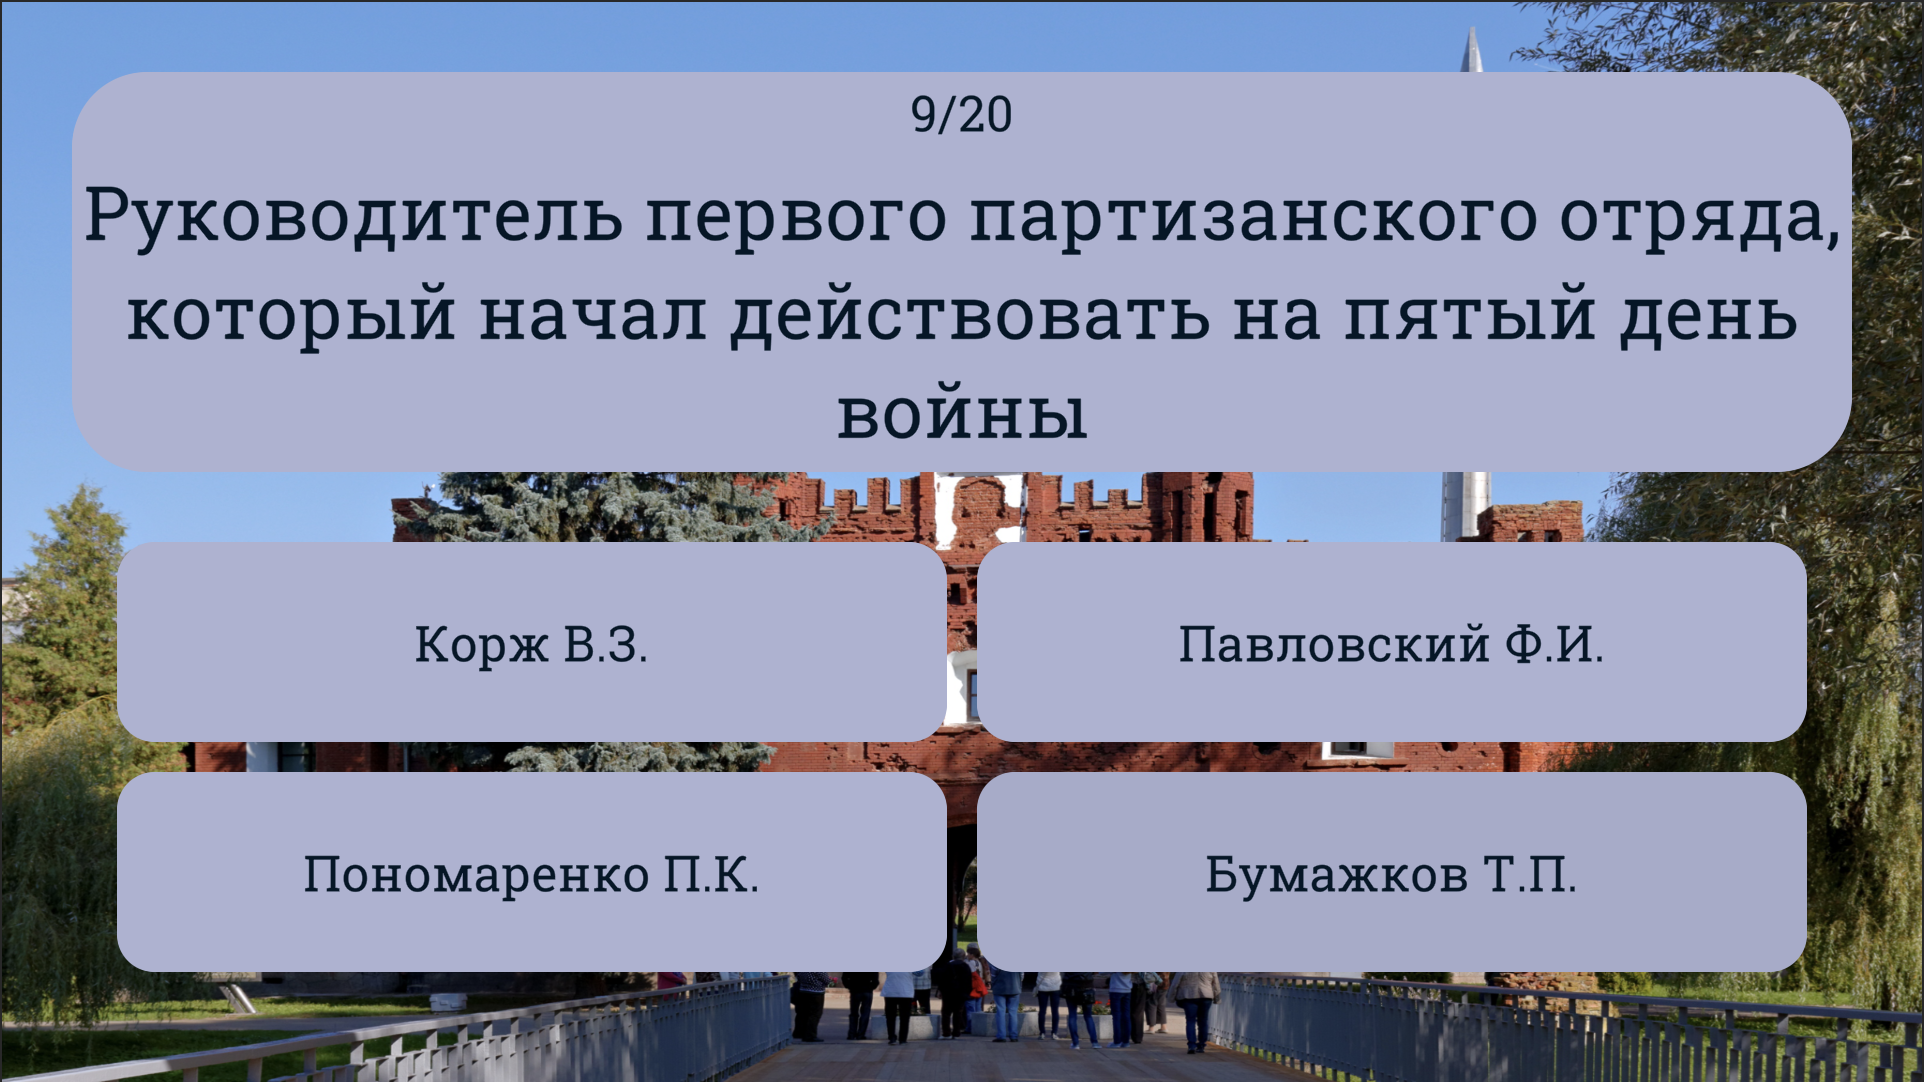 9/20
Руководитель первого партизанского отряда,
который начал действовать на пятый день
войны
Корж В.З.
Павловский Ф.И.
Пономаренко П.К.
Бумажков Т.П.